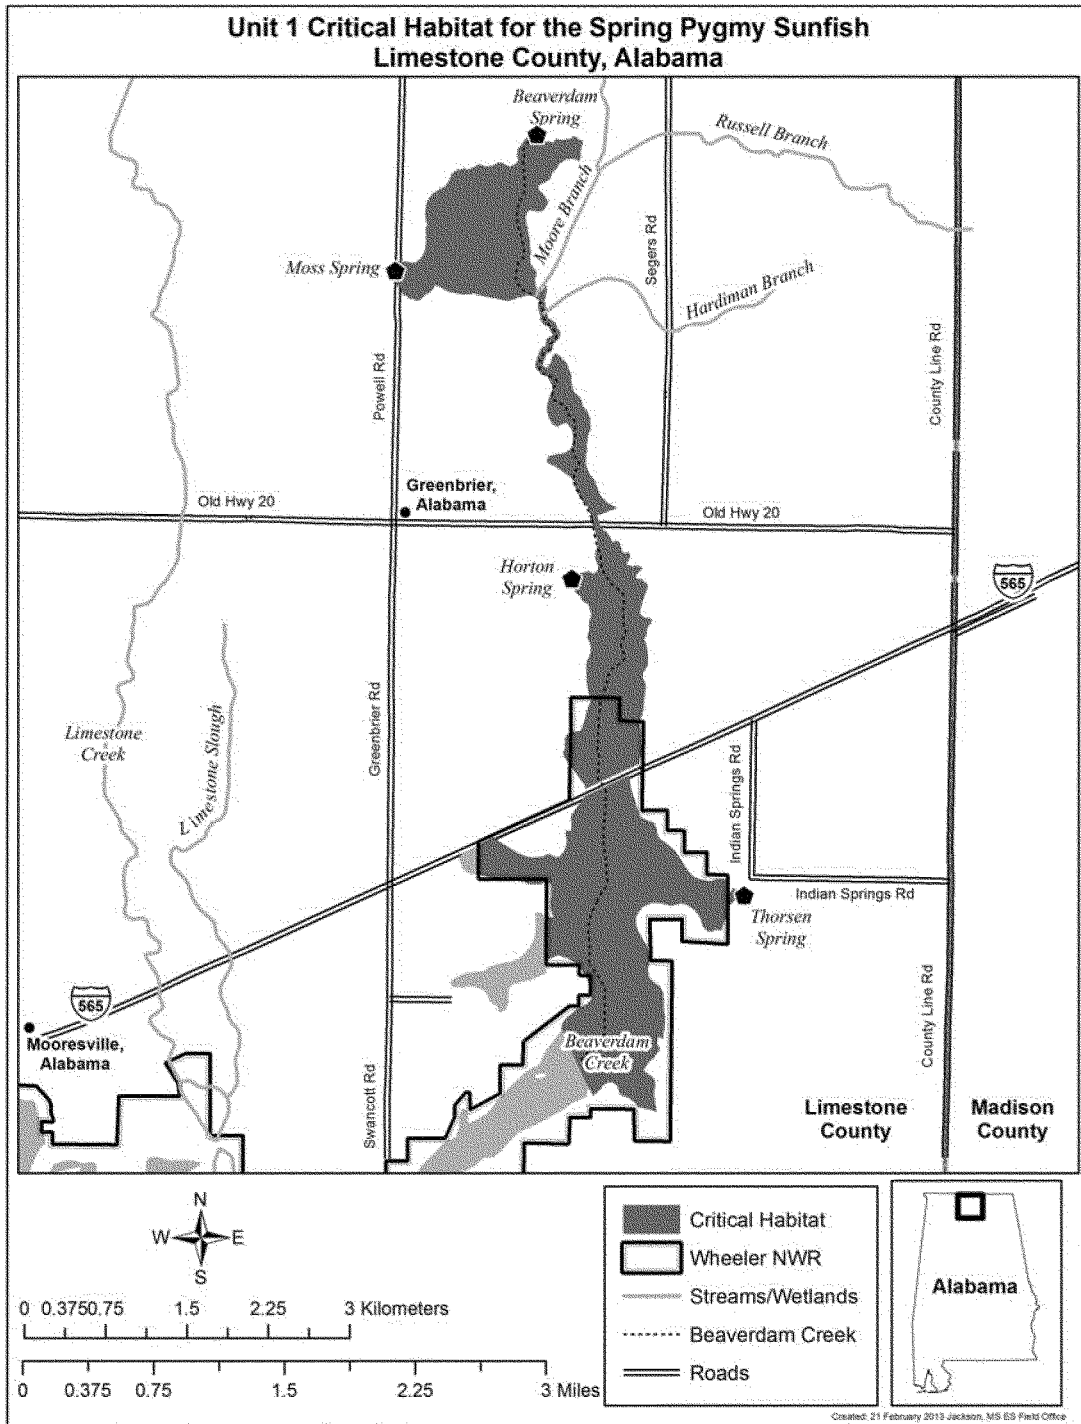 Unit 1 Critical Habitat for the Spring Pygmy Sunfish
Limestone County, Alabama
Beaverdam
Spring
Russell Branch
Moore Branch
Segers Rd
Moss Spring
Hardiman Branch
Powell Rd
County Line Rd
Greenbrier,
Alabama
Old Hwy 20
Old Hwy 20
Horton
Spring
565
Limestone
Creek
Limestone Slough
Greenbrier Rd
Indian Springs Rd
Indian Springs Rd
Thorsen
Spring
565
Mooresville,
Alabama
Beaverdam
Creek
County Line Rd
Swancott Rd
Limestone
County
Madison
County
N
W E
S
0 0.3750.75 1.5 2.25 3 Kilometers
0 0.375 0.75 1.5 2.25 3 Miles
Critical Habitat
Wheeler NWR
Streams/Wetlands
Beaverdam Creek
Roads
Alabama
Created: 21 February 2013 Jackson, MS ES Field Office